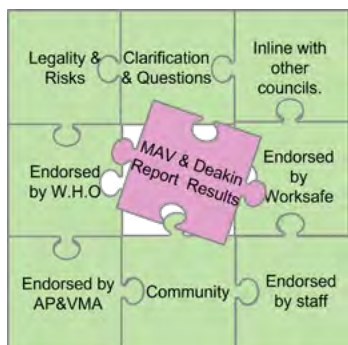 Legality &
Risks
Clarification
& Questions
Inline with
other
councils.
Endorsed
by W.H.O
MAV & Deakin
Report Results
Endorsed
by
Worksafe
Endorsed by
AP&VMA
Community
Endorsed
by staff